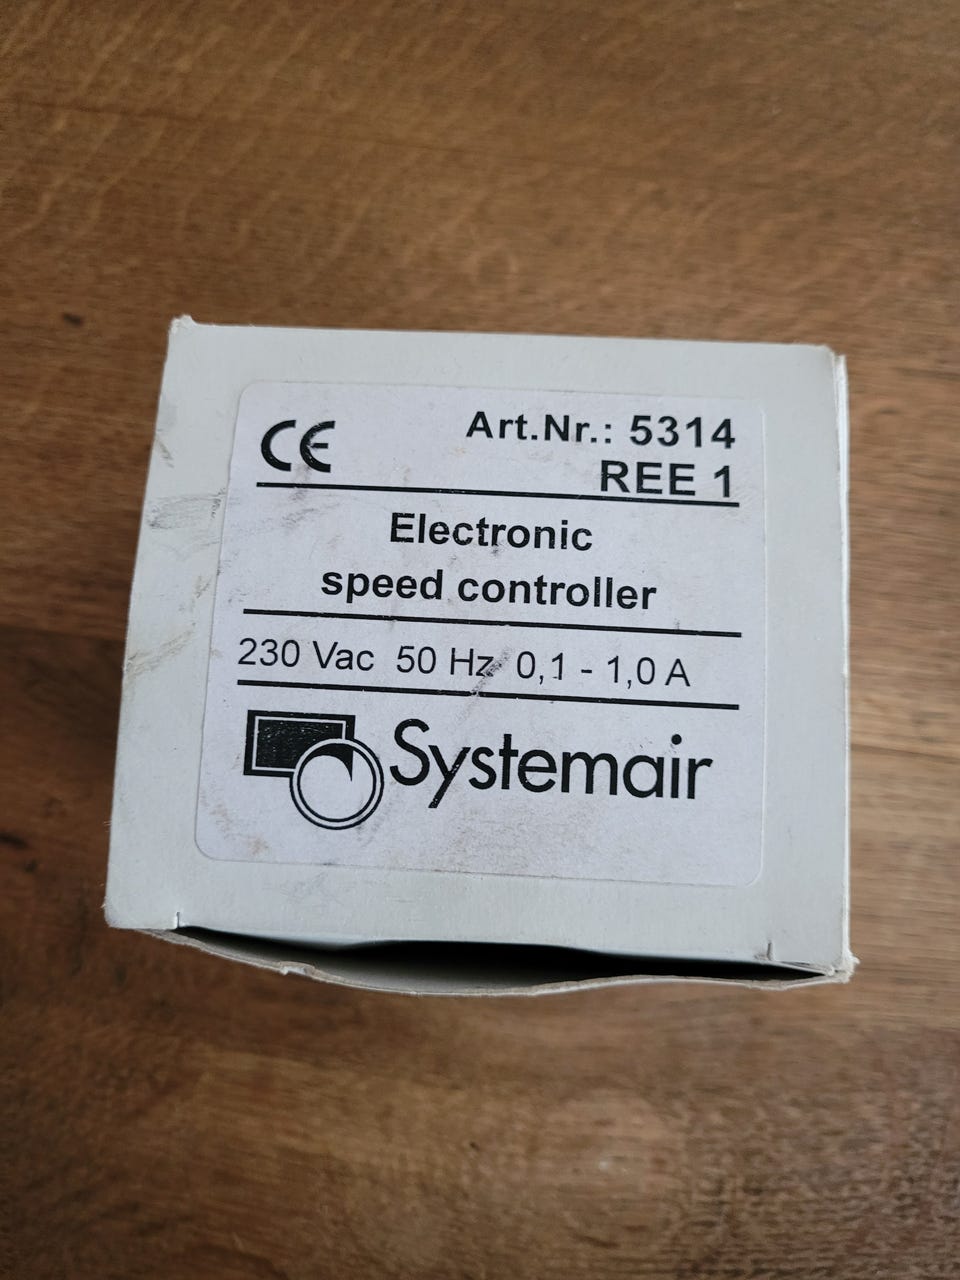 CE Art.Nr.: 5314
REE 1
Electronic
speed controller
230 Vac 50 Hz 0,1 - 1,0 A
Systemair